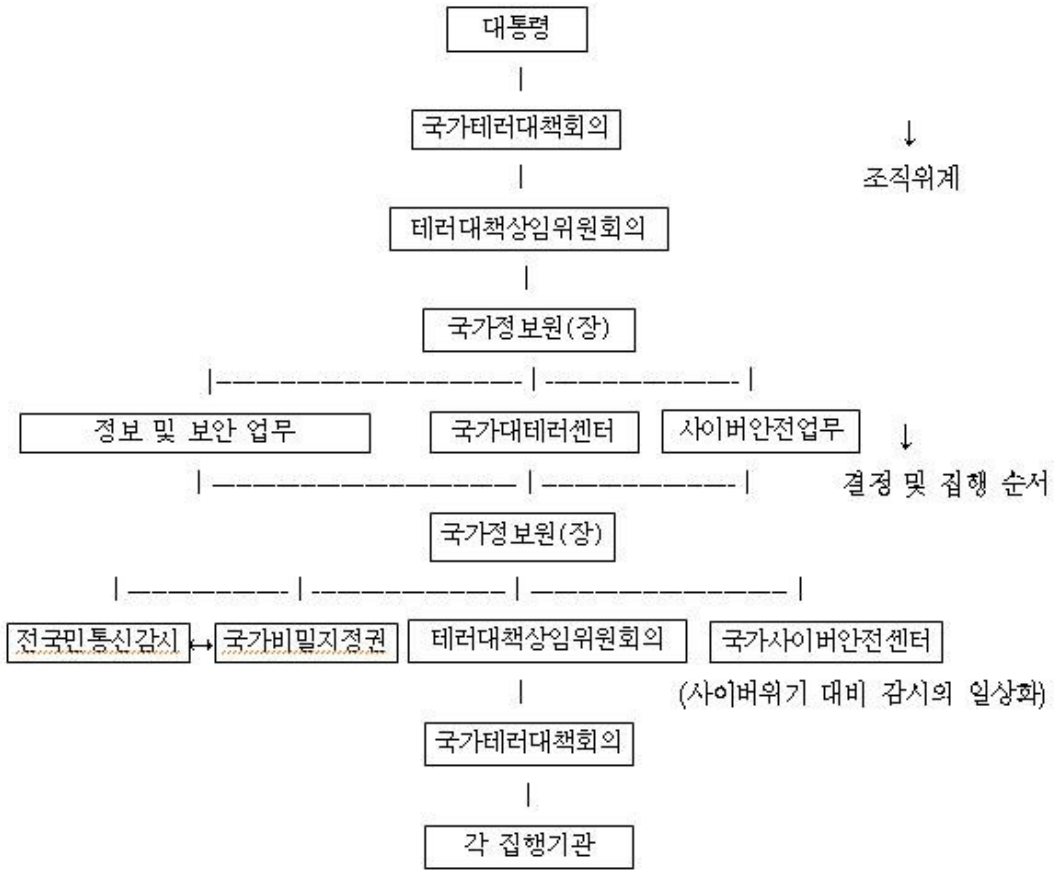 대통령
국가테러대책회의
↓
조직위계
테러대책상임위원회의
국가정보원(장)
정보 및 보안 업무 국가대테러센터 사이버안전업무
↓
결정 및 집행 순서
국가정보원(장)
전국민통신감시 ↔ 국가비밀지정권 테러대책상임위원회의 국가사이버안전센터
(사이버위기 대비 감시의 일상화)
국가테러대책회의
각 집행기관